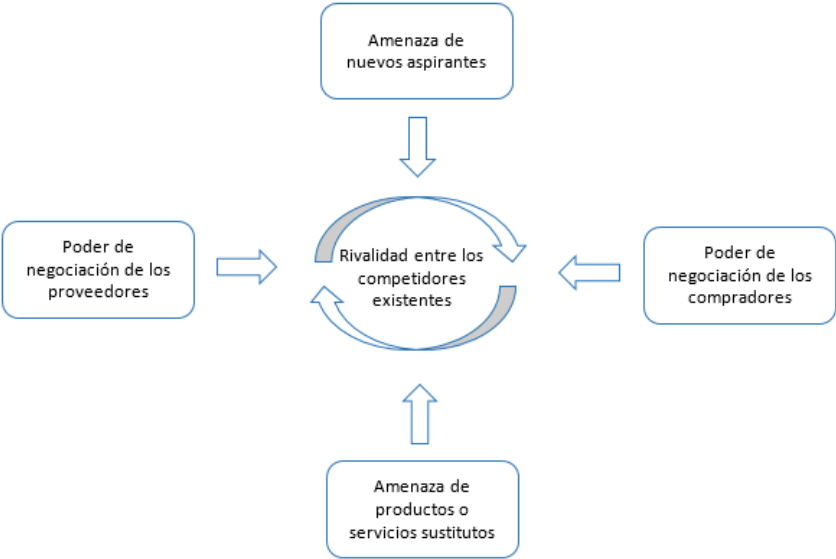 Amenaza de
nuevos aspirantes
Poder de
negociación de los
proveedores
Rivalidad entre los
competidores
existentes
Poder de
negociación de los
compradores
Amenaza de
productos o
servicios sustitutos